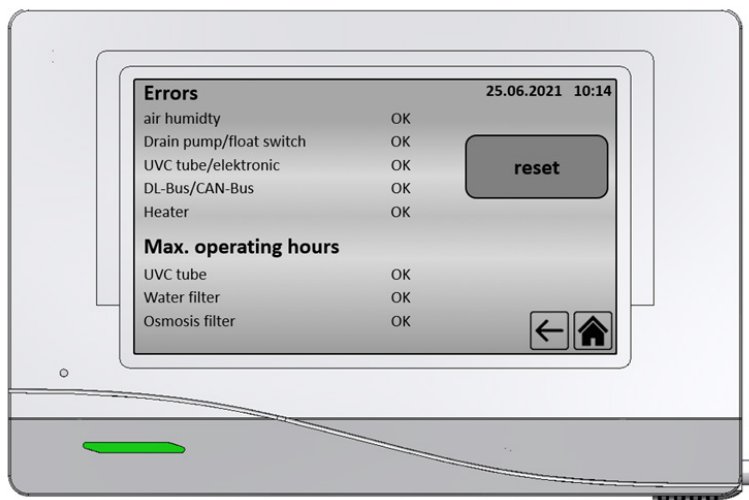 Errors 25.06.2021 10:14
air humidty OK
Drain pump/float switch OK
UVC tube/elektronic OK
reset
DL-Bus/CAN-Bus OK
Heater OK
Max. operating hours
UVC tube OK
Water filter OK
Osmosis filter OK